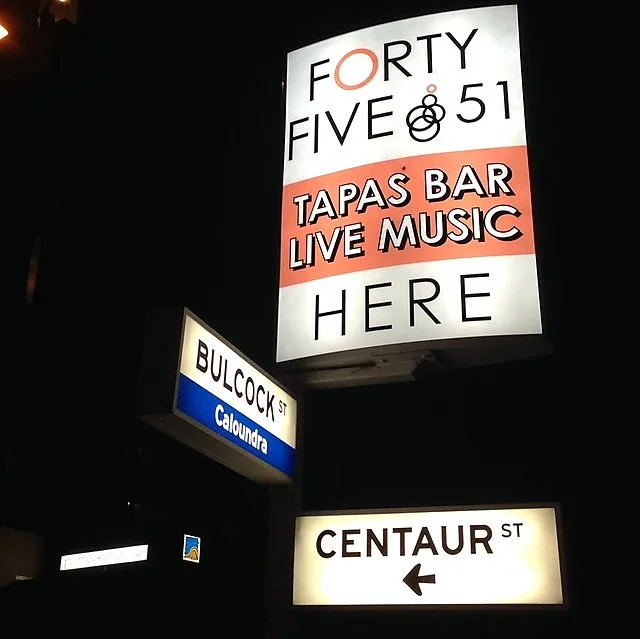 FORTY
FIVE 51
TAPAS BAR
LIVE MUSIC
HERE
BULCOCK ST
Caloundra
CENTAUR ST